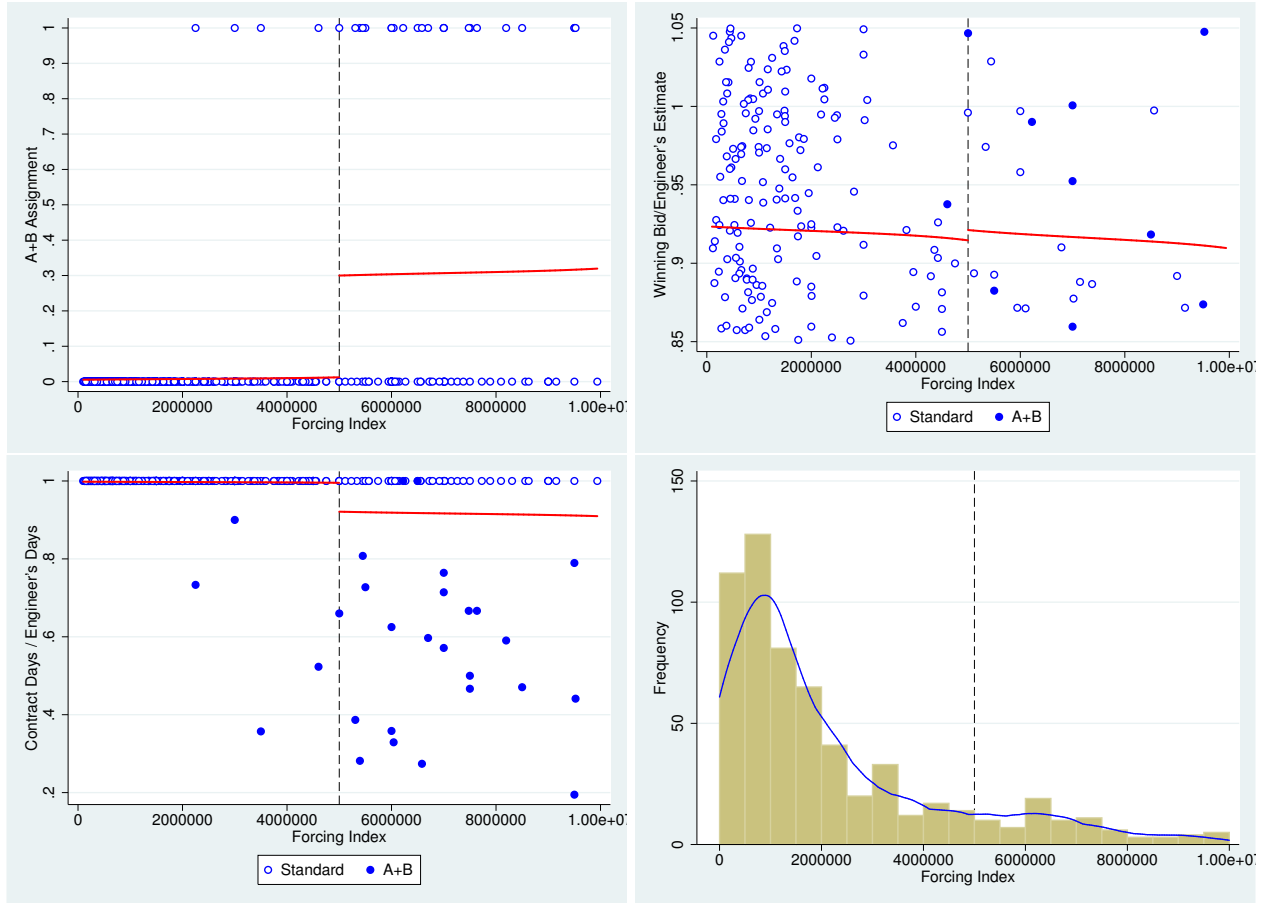 A+B Assignment
1
.9
.8
.7
.6
.5
.4
.3
.2
.1
0
0 2000000 4000000 6000000 8000000 1.00e+07
Forcing Index
Winning Bid/Engineer's Estimate
1.05
1
.95
.9
.85
0 2000000 4000000 6000000 8000000 1.00e+07
Forcing Index
Standard A+B
Contract Days / Engineer's Days
1
.8
.6
.4
.2
0 2000000 4000000 6000000 8000000 1.00e+07
Forcing Index
Standard A+B
Frequency
150
100
50
0
0 2000000 4000000 6000000 8000000 1.00e+07
Forcing Index